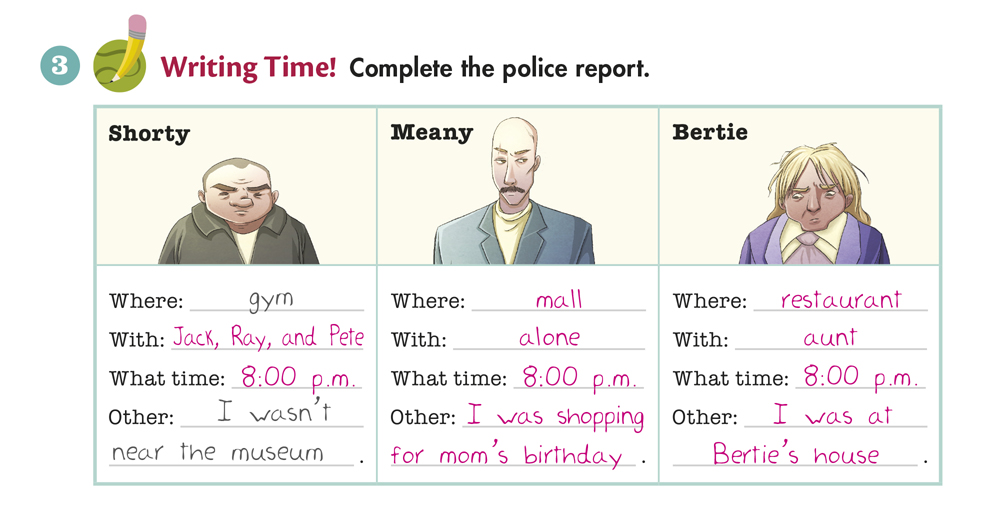 3 Writing Time! Complete the police report.
Shorty
Where: gym
With: Jack, Ray, and Pete
What time: 8:00 p.m.
Other: I wasn't
near the museum.
Meany
Where: mall
With: alone
What time: 8:00 p.m.
Other: I was shopping
for mom's birthday.
Bertie
Where: restaurant
With: aunt
What time: 8:00 p.m.
Other: I was at
Bertie's house.